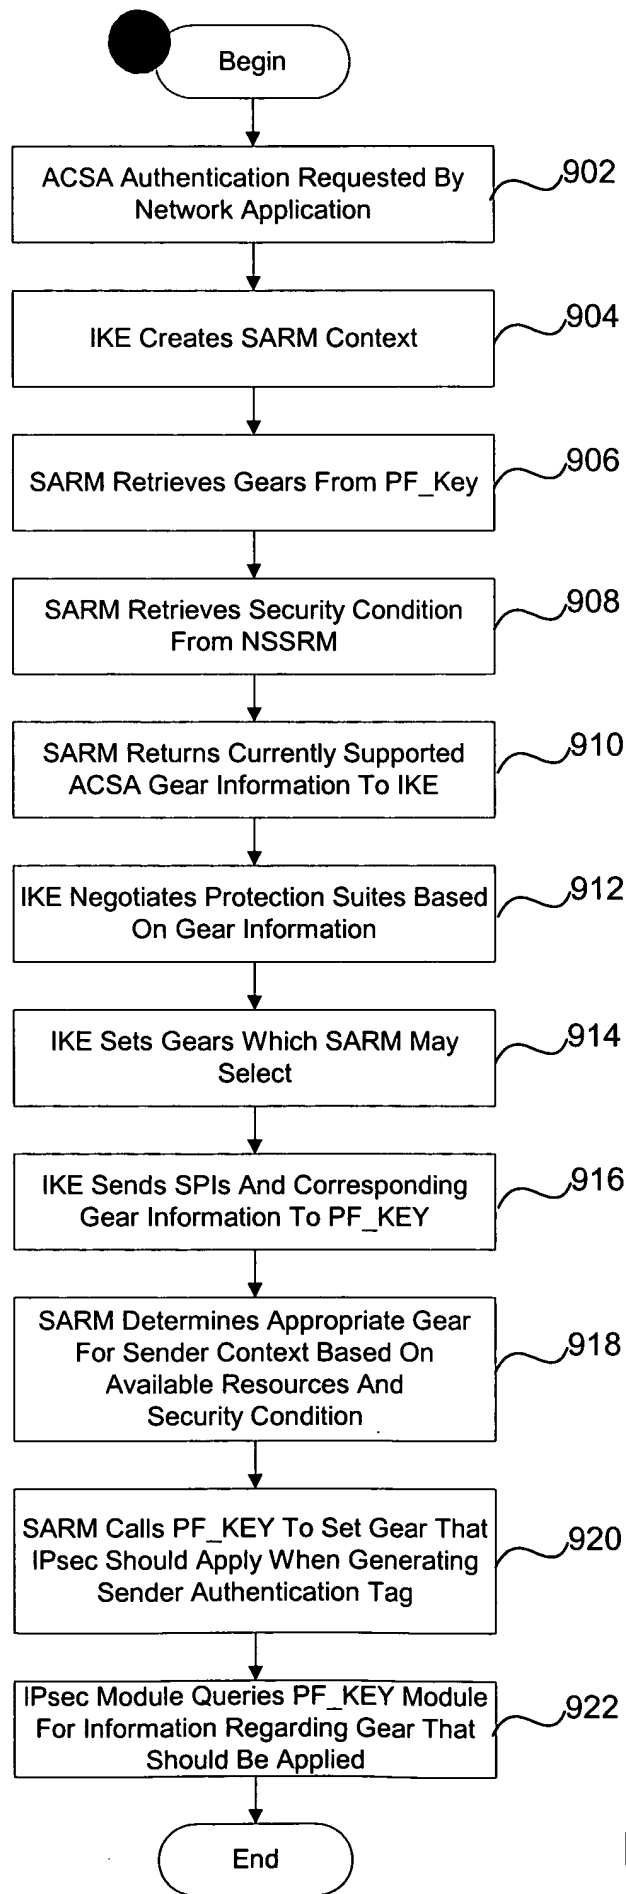 Begin
ACSA Authentication Requested By
Network Application
902
IKE Creates SARM Context
904
SARM Retrieves Gears From PF_Key
906
SARM Retrieves Security Condition
From NSSRM
908
SARM Returns Currently Supported
ACSA Gear Information To IKE
910
IKE Negotiates Protection Suites Based
On Gear Information
912
IKE Sets Gears Which SARM May
Select
914
IKE Sends SPIs And Corresponding
Gear Information To PF_KEY
916
SARM Determines Appropriate Gear
For Sender Context Based On
Available Resources And
Security Condition
918
SARM Calls PF_KEY To Set Gear That
IPsec Should Apply When Generating
Sender Authentication Tag
920
IPsec Module Queries PF_KEY Module
For Information Regarding Gear That
Should Be Applied
922
End